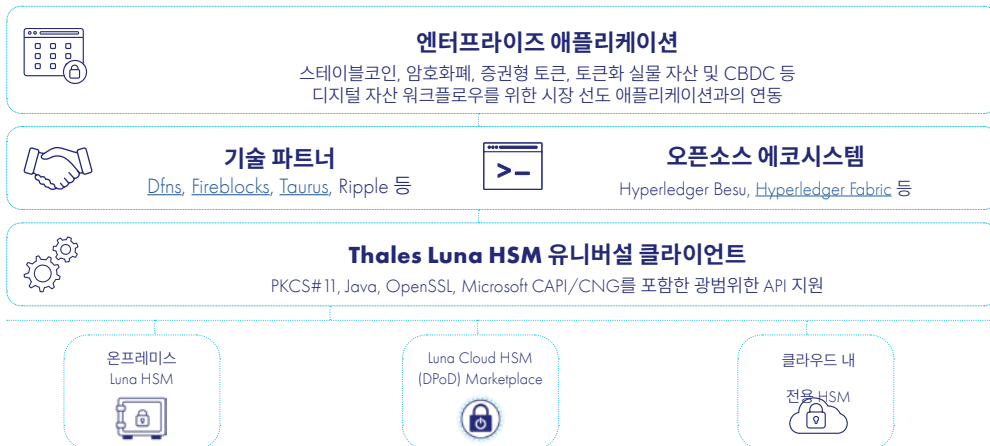 엔터프라이즈 애플리케이션
스테이블코인, 암호화폐, 증권형 토큰, 토큰화 실물 자산 및 CBDC 등
디지털 자산 워크플로우를 위한 시장 선도 애플리케이션과의 연동
기술 파트너
Dfns, Fireblocks, Taurus, Ripple 등
>_
오픈소스 에코시스템
Hyperledger Besu, Hyperledger Fabric 등
Thales Luna HSM 유니버설 클라이언트
PKCS#11, Java, OpenSSL, Microsoft CAPI/CNG를 포함한 광범위한 API 지원
온프레미스
Luna HSM
Luna Cloud HSM
(DPoD) Marketplace
클라우드 내
전용 HSM